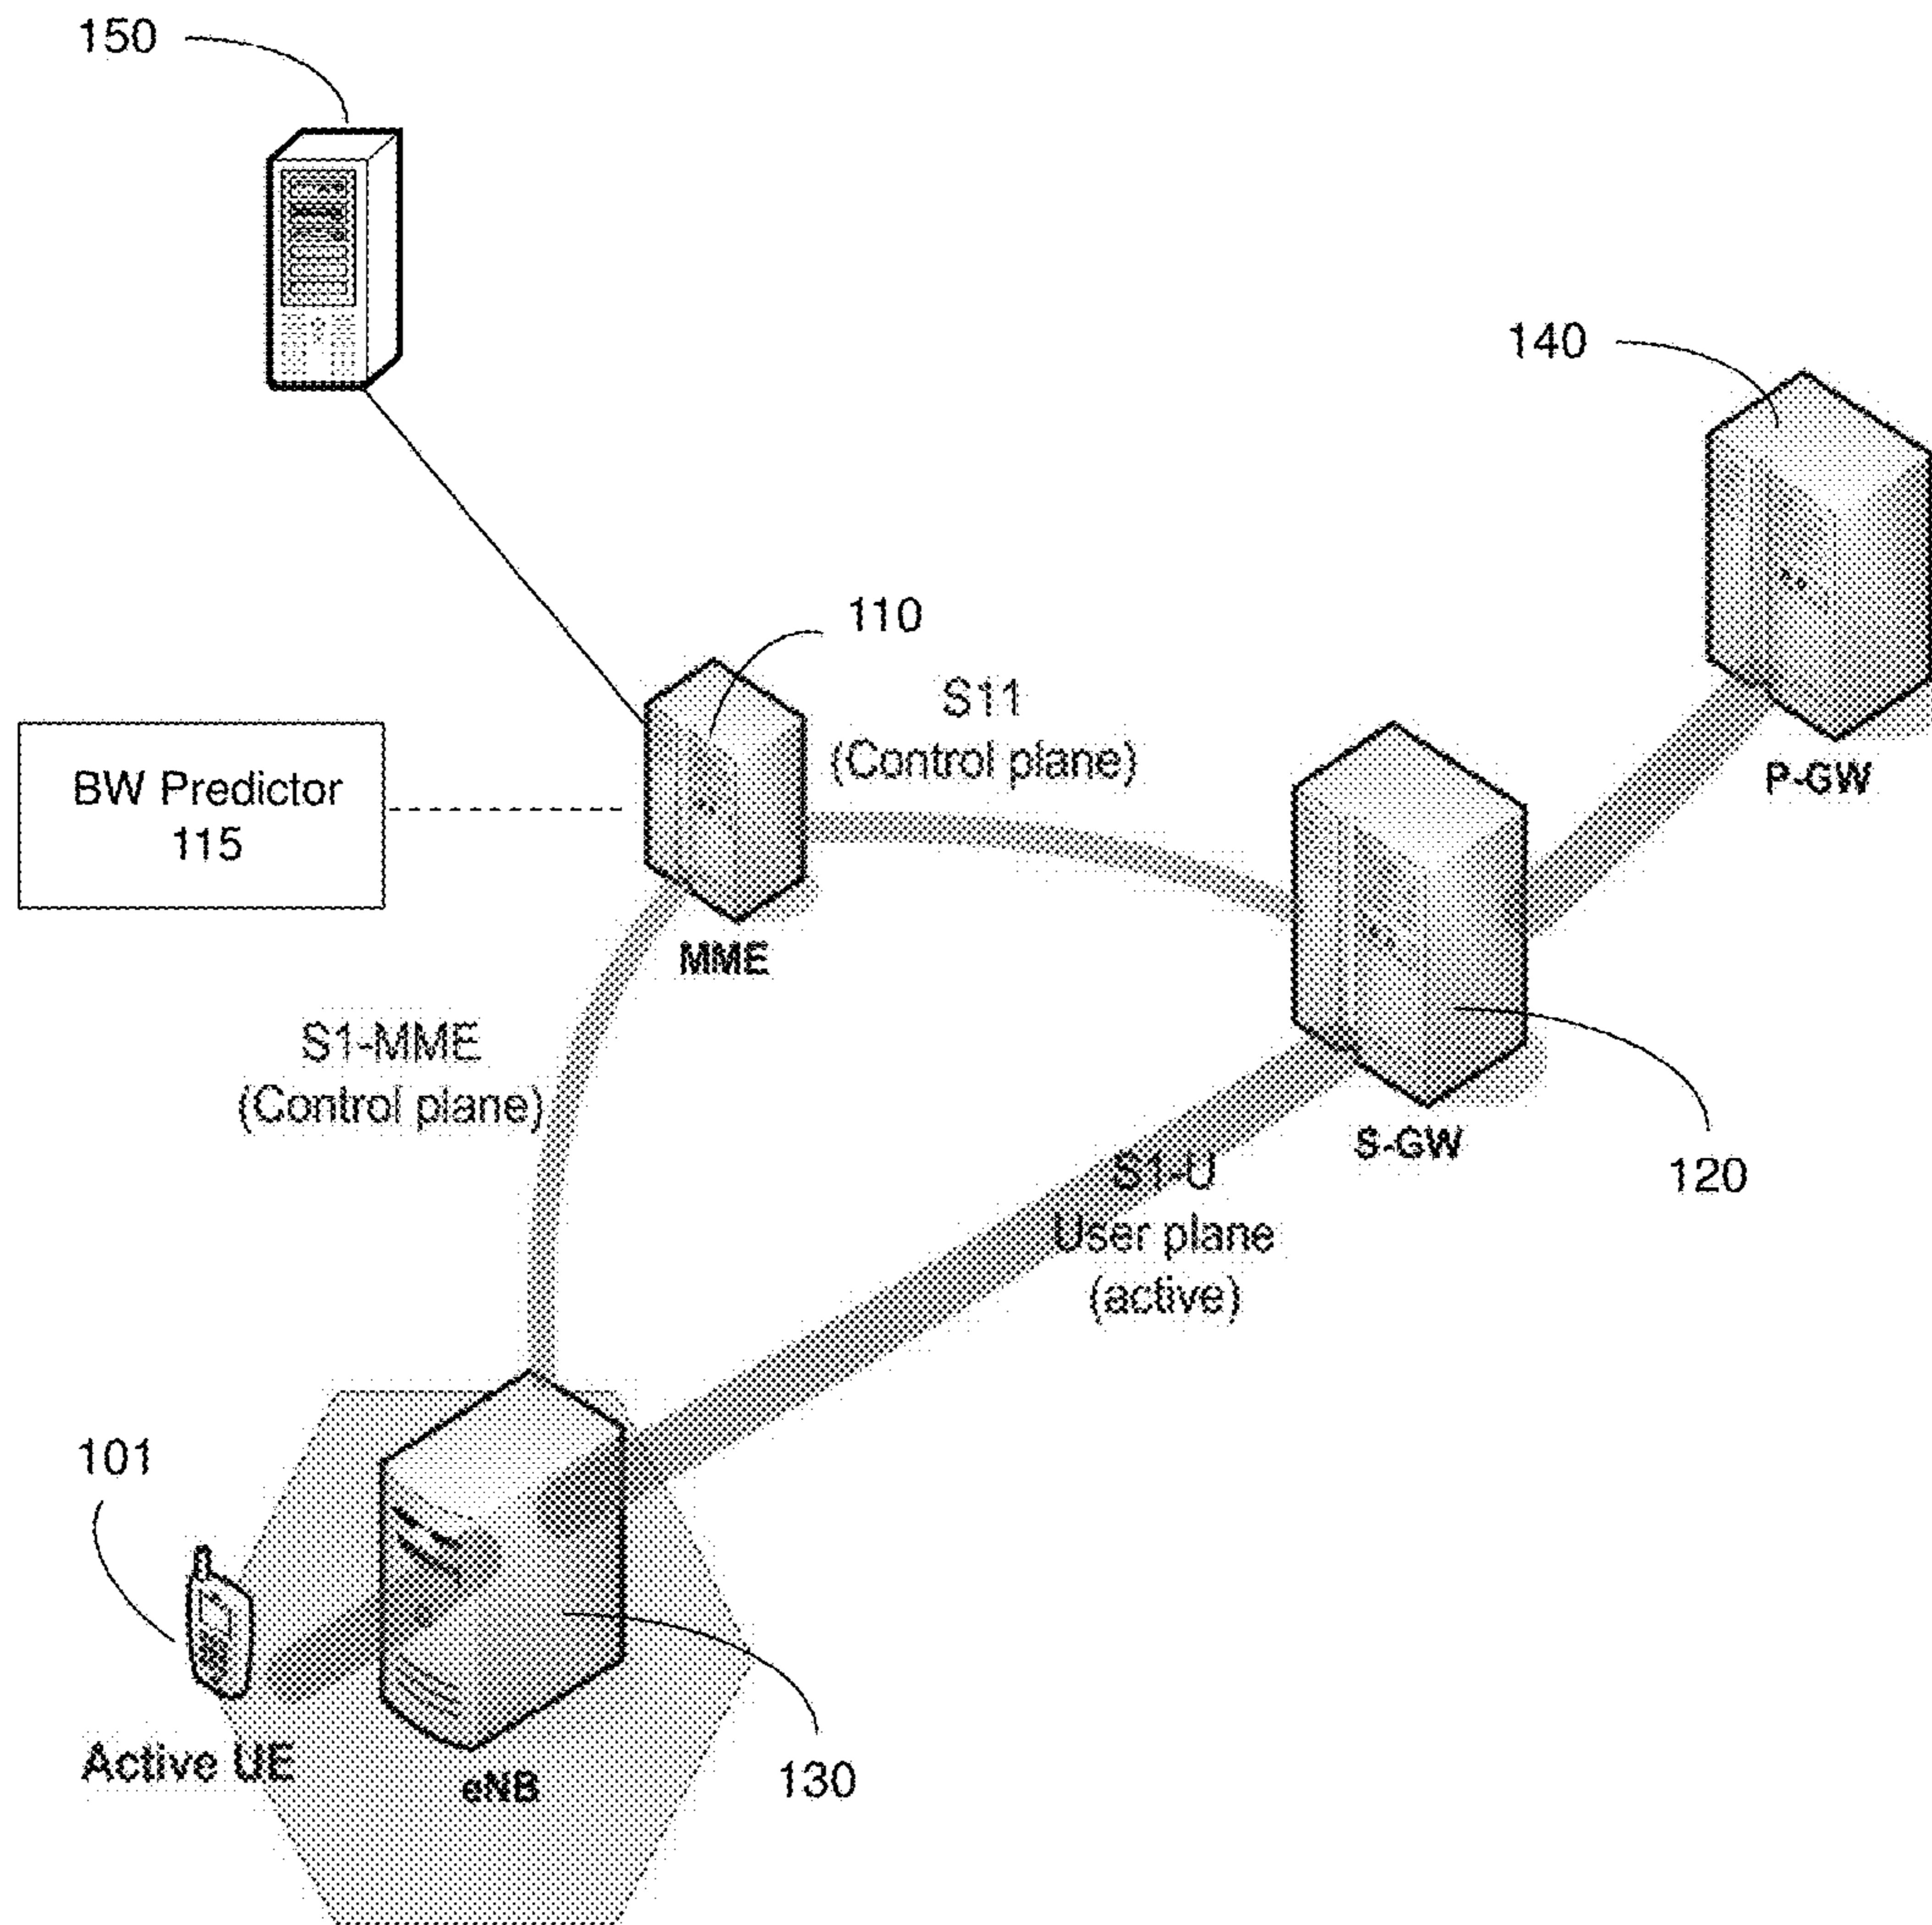 150
140
110
S11
(Control plane)
BW Predictor
115
P-GW
MME
S1-MME
(Control plane)
S-GW
120
S1-U
User plane
(active)
101
Active UE
eNB
130